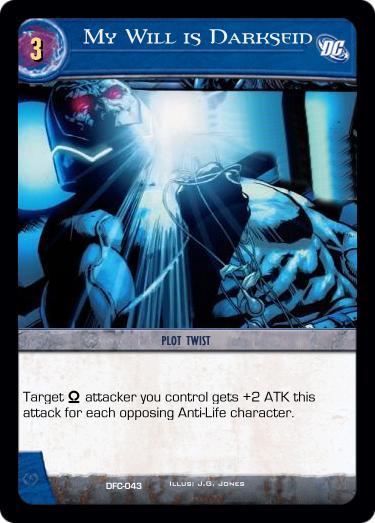 3
My Will is Darkseid
DC
PLOT TWIST
Target Ω attacker you control gets +2 ATK this
attack for each opposing Anti-Life character.
DFC-043
Illus: J.G. Jones